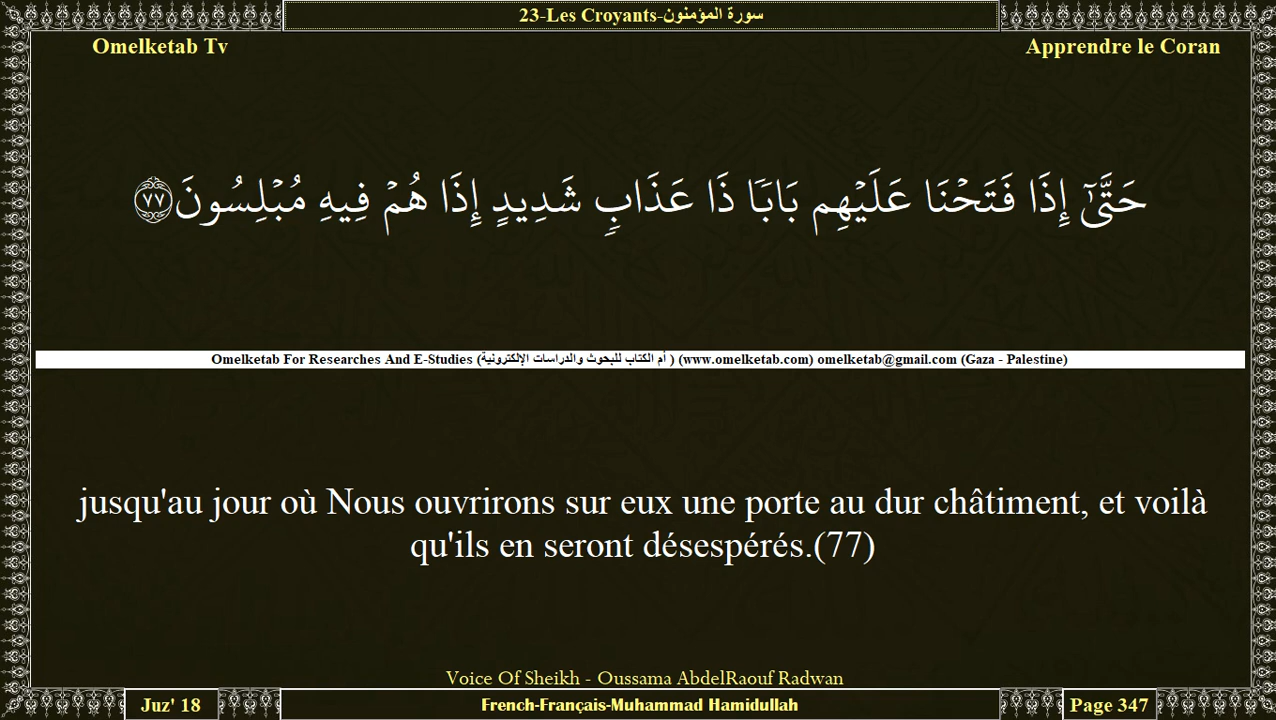 23-Les Croyants-سورة المؤمنون
Omelketab Tv
Apprendre le Coran
حَتَّىٰٓ إِذَا فَتَحْنَا عَلَيْهِم بَابٗا ذَا عَذَابٖ شَدِيدٍ إِذَا هُمْ فِيهِ مُبْلِسُونَ ٧٧
Omelketab For Researches And E-Studies (أم الكتاب للبحوث والدراسات الإلكترونية ) (www.omelketab.com) omelketab@gmail.com (Gaza - Palestine)
jusqu'au jour où Nous ouvrirons sur eux une porte au dur châtiment, et voilà
qu'ils en seront désespérés.(77)
Voice Of Sheikh - Oussama AbdelRaouf Radwan
Juz' 18
French-Français-Muhammad Hamidullah
Page 347